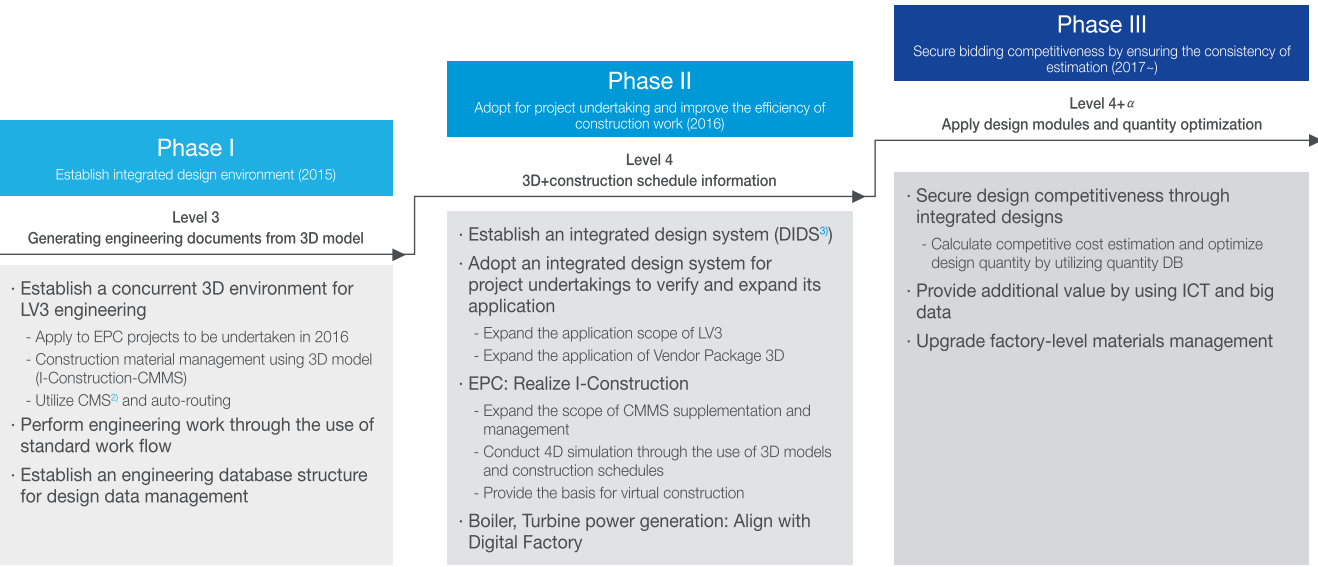 Phase I
Establish integrated design environment (2015)
Level 3
Generating engineering documents from 3D model
· Establish a concurrent 3D environment for
LV3 engineering
- Apply to EPC projects to be undertaken in 2016
- Construction material management using 3D model
(I-Construction-CMMS)
- Utilize CMS2) and auto-routing
· Perform engineering work through the use of
standard work flow
· Establish an engineering database structure
for design data management
Phase II
Adopt for project undertaking and improve the efficiency of
construction work (2016)
Level 4
3D+construction schedule information
· Establish an integrated design system (DIDS3))
· Adopt an integrated design system for
project undertakings to verify and expand its
application
- Expand the application scope of LV3
- Expand the application of Vendor Package 3D
· EPC: Realize I-Construction
- Expand the scope of CMMS supplementation and
management
- Conduct 4D simulation through the use of 3D models
and construction schedules
- Provide the basis for virtual construction
· Boiler, Turbine power generation: Align with
Digital Factory
Phase III
Secure bidding competitiveness by ensuring the consistency of
estimation (2017~)
Level 4+α
Apply design modules and quantity optimization
· Secure design competitiveness through
integrated designs
- Calculate competitive cost estimation and optimize
design quantity by utilizing quantity DB
· Provide additional value by using ICT and big
data
· Upgrade factory-level materials management